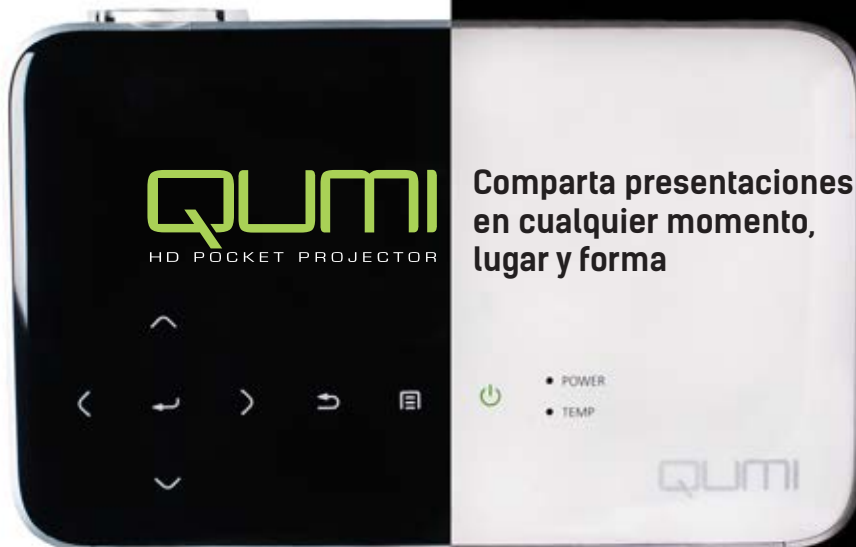 QUMI
HD POCKET PROJECTOR
Comparta presentaciones
en cualquier momento,
lugar y forma
POWER
TEMP
QUMI